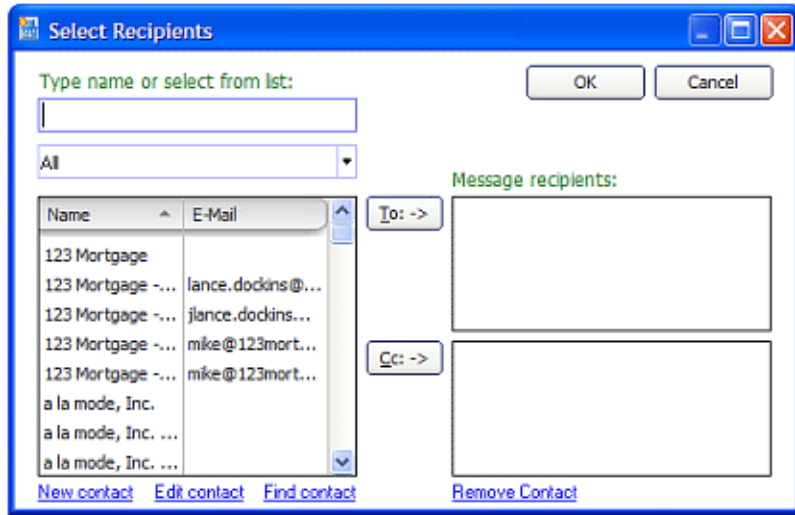 Select Recipients
Type name or select from list:
OK Cancel
All
Message recipients:
Name E-Mail
To: ->
123 Mortgage
123 Mortgage -... lance.dockins@...
123 Mortgage -... jlance.dockins...
123 Mortgage -... mike@123mort...
123 Mortgage -... mike@123mort...
Cc: ->
a la mode, Inc.
a la mode, Inc. ...
a la mode, Inc. ...
New contact Edit contact Find contact Remove Contact